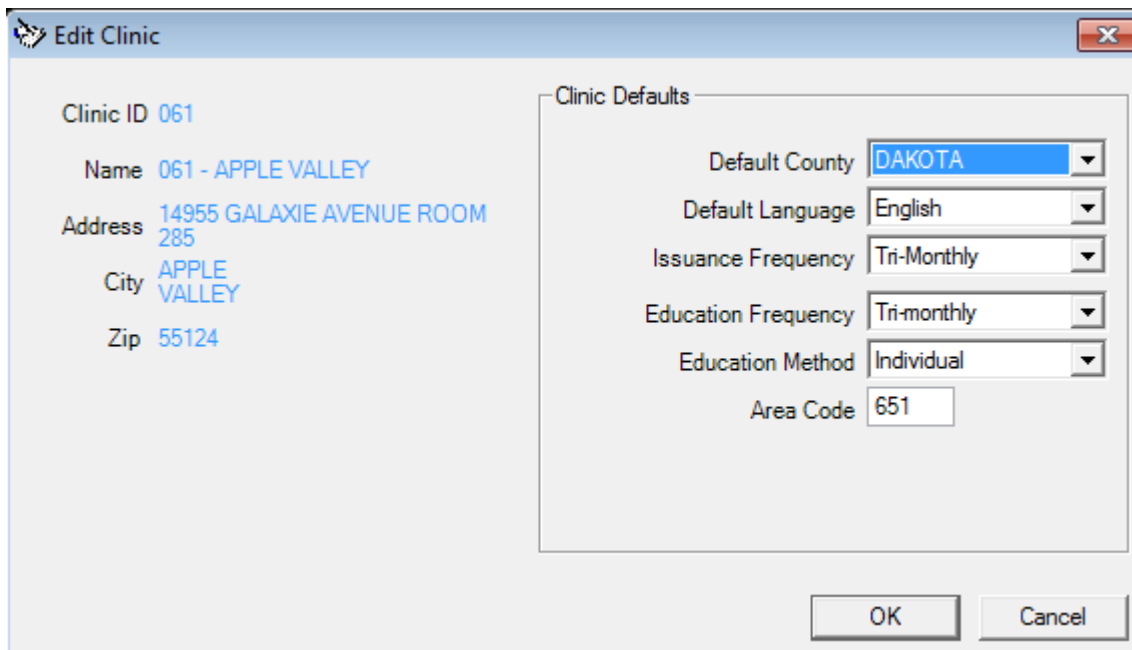 Edit Clinic
Clinic ID 061
Name 061 - APPLE VALLEY
Address 14955 GALAXIE AVENUE ROOM
285
City APPLE
VALLEY
Zip 55124
Clinic Defaults
Default County DAKOTA
Default Language English
Issuance Frequency Tri-Monthly
Education Frequency Tri-monthly
Education Method Individual
Area Code 651
OK Cancel